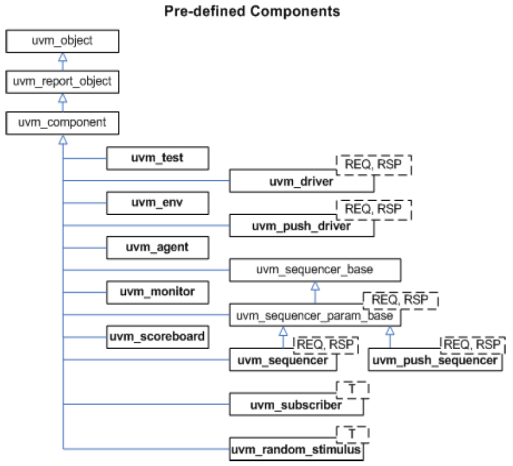 Pre-defined Components
uvm_object
uvm_report_object
uvm_component
uvm_test
REQ, RSP
uvm_driver
uvm_env
REQ, RSP
uvm_push_driver
uvm_agent
uvm_sequencer_base
uvm_monitor
REQ, RSP
uvm_sequencer_param_base
uvm_scoreboard
REQ, RSP
uvm_sequencer
REQ, RSP
uvm_push_sequencer
T
uvm_subscriber
T
uvm_random_stimulus